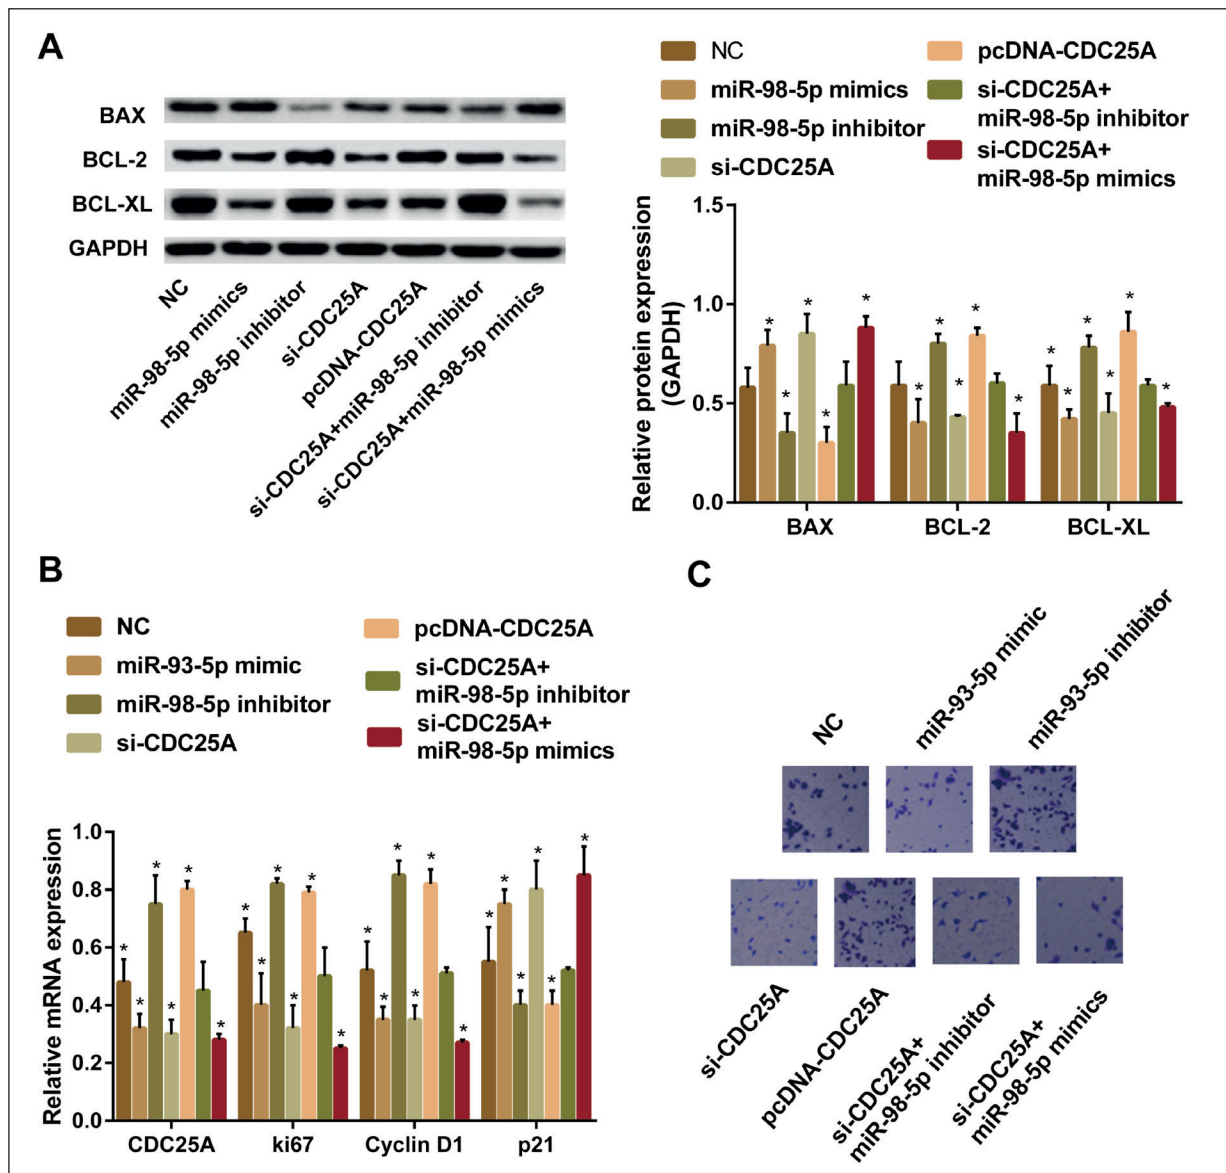 A
BAX
BCL-2
BCL-XL
GAPDH
NC
miR-98-5p mimics
miR-98-5p inhibitor
si-CDC25A
pcDNA-CDC25A
si-CDC25A+miR-98-5p inhibitor
si-CDC25A+miR-98-5p mimics
NC
miR-98-5p mimics
miR-98-5p inhibitor
si-CDC25A
pcDNA-CDC25A
si-CDC25A+
miR-98-5p inhibitor
si-CDC25A+
miR-98-5p mimics
Relative protein expression
(GAPDH)
1.5
1.0
0.5
0.0
* * * * * * * * * * * * * * *
BAX BCL-2 BCL-XL
B
NC
miR-93-5p mimic
miR-98-5p inhibitor
si-CDC25A
pcDNA-CDC25A
si-CDC25A+
miR-98-5p inhibitor
si-CDC25A+
miR-98-5p mimics
Relative mRNA expression
1.0
0.8
0.6
0.4
0.2
0.0
* * * * * * * * * * * * * * * * * * * * * * * *
CDC25A ki67 Cyclin D1 p21
C
NC
miR-93-5p mimic
miR-93-5p inhibitor
si-CDC25A
pcDNA-CDC25A
si-CDC25A+
miR-98-5p inhibitor
si-CDC25A+
miR-98-5p mimics